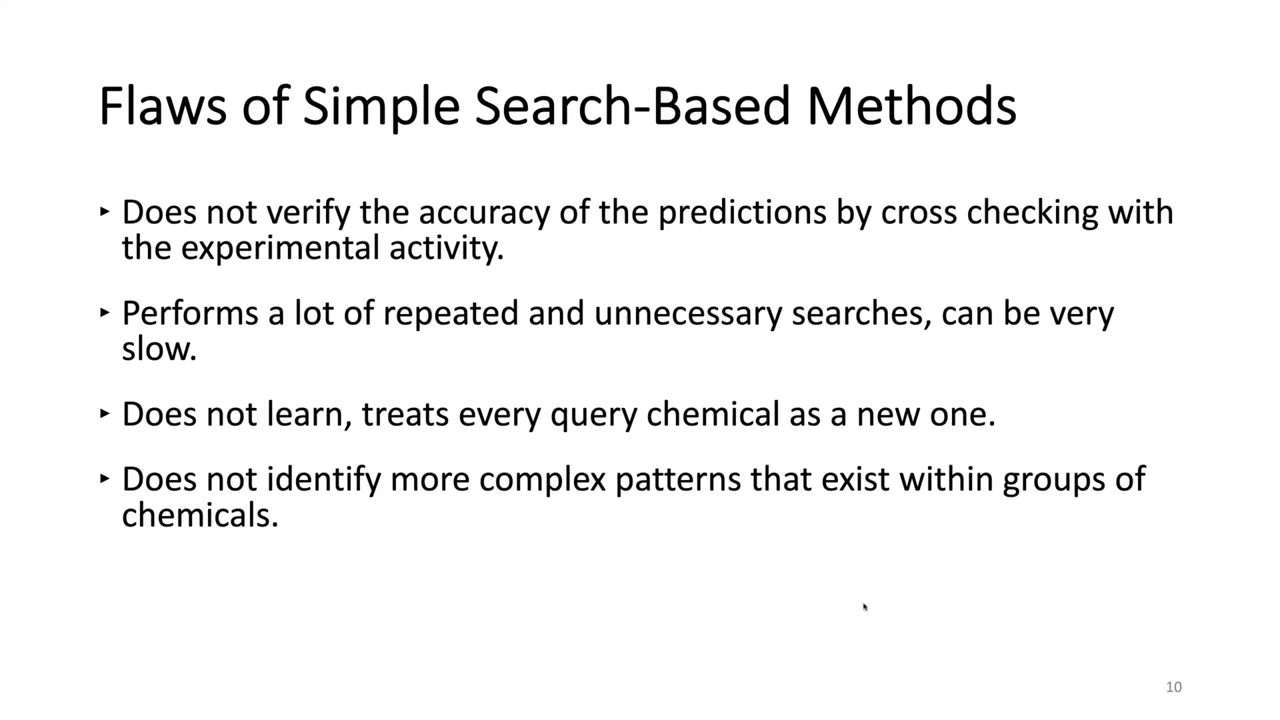 Flaws of Simple Search-Based Methods
‣ Does not verify the accuracy of the predictions by cross checking with
the experimental activity.
‣ Performs a lot of repeated and unnecessary searches, can be very
slow.
‣ Does not learn, treats every query chemical as a new one.
‣ Does not identify more complex patterns that exist within groups of
chemicals.
10